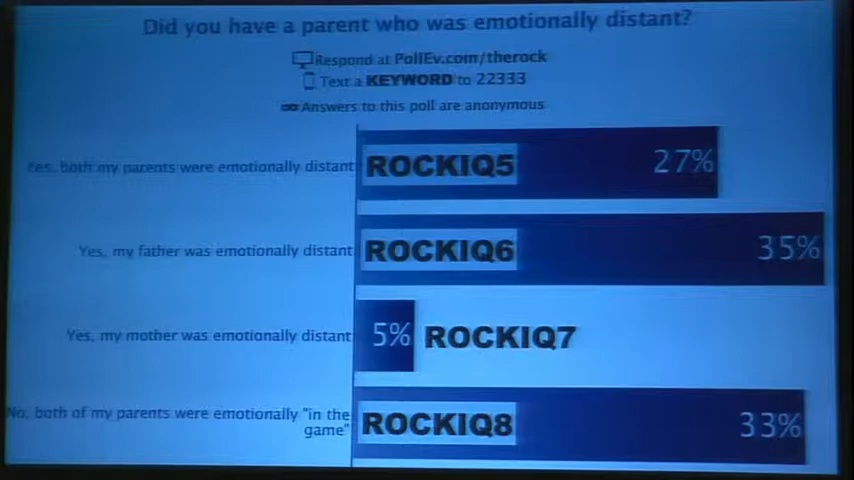 Did you have a parent who was emotionally distant?
Respond at PollEv.com/therock
Text a KEYWORD to 22333
Answers to this poll are anonymous
Yes, both my parents were emotionally distant ROCKIQ5 27%
Yes, my father was emotionally distant ROCKIQ6 35%
Yes, my mother was emotionally distant 5% ROCKIQ7
No, both of my parents were emotionally "in the
game" ROCKIQ8 33%